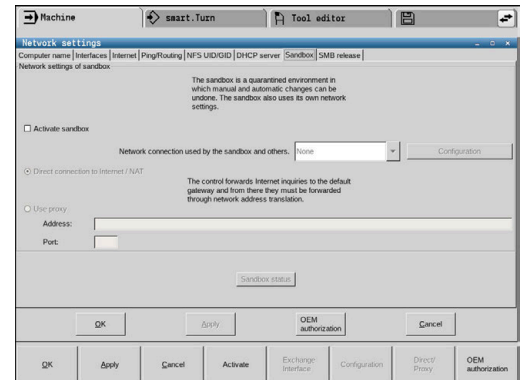 Machine
smart.Turn
Tool editor
Network settings
Computer name Interfaces Internet Ping/Routing NFS UID/GID DHCP server Sandbox SMB release
Network settings of sandbox
The sandbox is a quarantined environment in
which manual and automatic changes can be
undone. The sandbox also uses its own network
settings.
Activate sandbox
Network connection used by the sandbox and others. None Configuration
Direct connection to Internet / NAT
The control forwards Internet inquiries to the default
gateway and from there they must be forwarded
through network address translation.
Use proxy
Address:
Port:
Sandbox status
OK Apply OEM authorization Cancel
OK Apply Cancel Activate Exchange Interface Configuration Direct/ Proxy OEM authorization